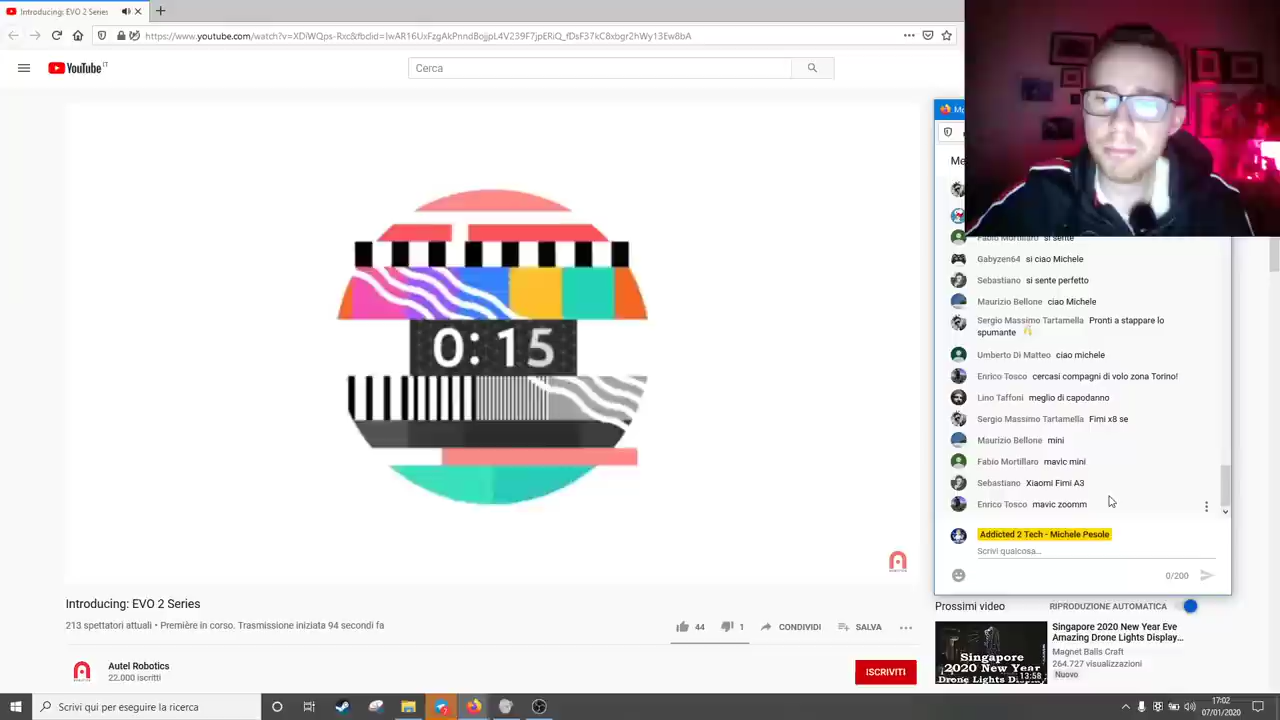 Introducing: EVO 2 Series
https://www.youtube.com/watch?v=XDiWQps-Rxc&fbclid=IwAR16UxFzgAkPnndBojjpL4V239F7jpERiQ_fDsF37kC8xbgr2hWy13Ew8bA
YouTube IT
Cerca
0:15
Fabio Mortillaro si sente
Gabyzen64 si ciao Michele
Sebastiano si sente perfetto
Maurizio Bellone ciao Michele
Sergio Massimo Tartamella Pronti a stappare lo
spumante
Umberto Di Matteo ciao michele
Enrico Tosco cercasi compagni di volo zona Torino!
Lino Taffoni meglio di capodanno
Sergio Massimo Tartamella Fimi x8 se
Maurizio Bellone mini
Fabio Mortillaro mavic mini
Sebastiano Xiaomi Fimi A3
Enrico Tosco mavic zoomm
Addicted 2 Tech - Michele Pesole
Scrivi qualcosa...
0/200
Introducing: EVO 2 Series
213 spettatori attuali • Première in corso. Trasmissione iniziata 94 secondi fa
44
1
CONDIVIDI
SALVA
Autel Robotics
22.000 iscritti
ISCRIVITI
Prossimi video
RIPRODUZIONE AUTOMATICA
Singapore
2020 New Year
Drone Lights Display
13:58
Singapore 2020 New Year Eve
Amazing Drone Lights Display...
Magnet Balls Craft
264.727 visualizzazioni
Nuovo
Scrivi qui per eseguire la ricerca
17:02
07/01/2020